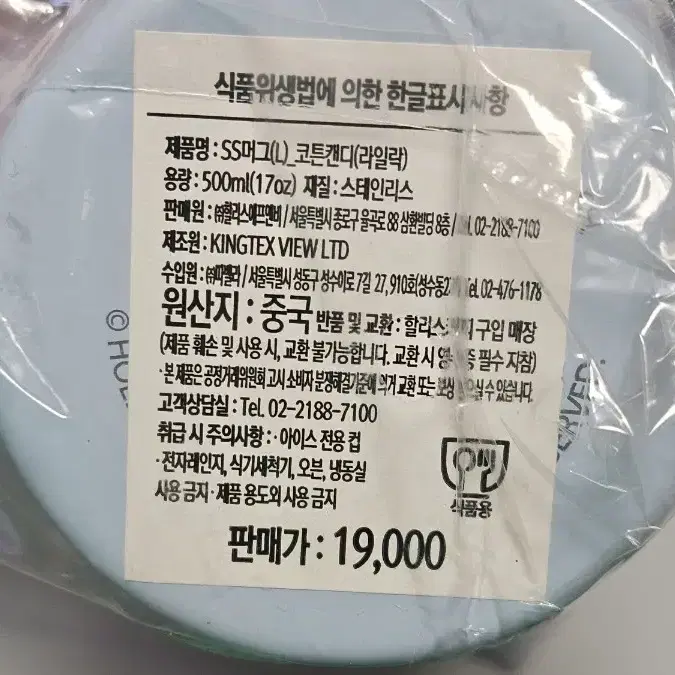 식품위생법에 의한 한글표시사항
제품명 : SS머그(L)_코튼캔디(라일락)
용량 : 500ml(17oz) 재질 : 스테인리스
판매원 : ㈜할리스에프앤비 / 서울특별시 종로구 율곡로 88 삼환빌딩 8층 / Tel. 02-2189-7100
제조원 : KINGTEX VIEW LTD
수입원 : ㈜따벨라 / 서울특별시 성동구 성수이로 7길 27, 910호(성수동2가) Tel. 02-476-1178
원산지 : 중국 반품 및 교환 : 할리스 구입 매장
(제품 훼손 및 사용 시, 교환 불가능합니다. 교환 시 영수증 필수 지참)
· 본 제품은 공정거래위원회 고시 소비자 분쟁해결기준에 의거 교환 또는 보상 받으실 수 있습니다.
고객상담실 : Tel. 02-2188-7100
취급 시 주의사항 : · 아이스 전용 컵
· 전자레인지, 식기세척기, 오븐, 냉동실
사용 금지 · 제품 용도외 사용 금지
식품용
판매가 : 19,000